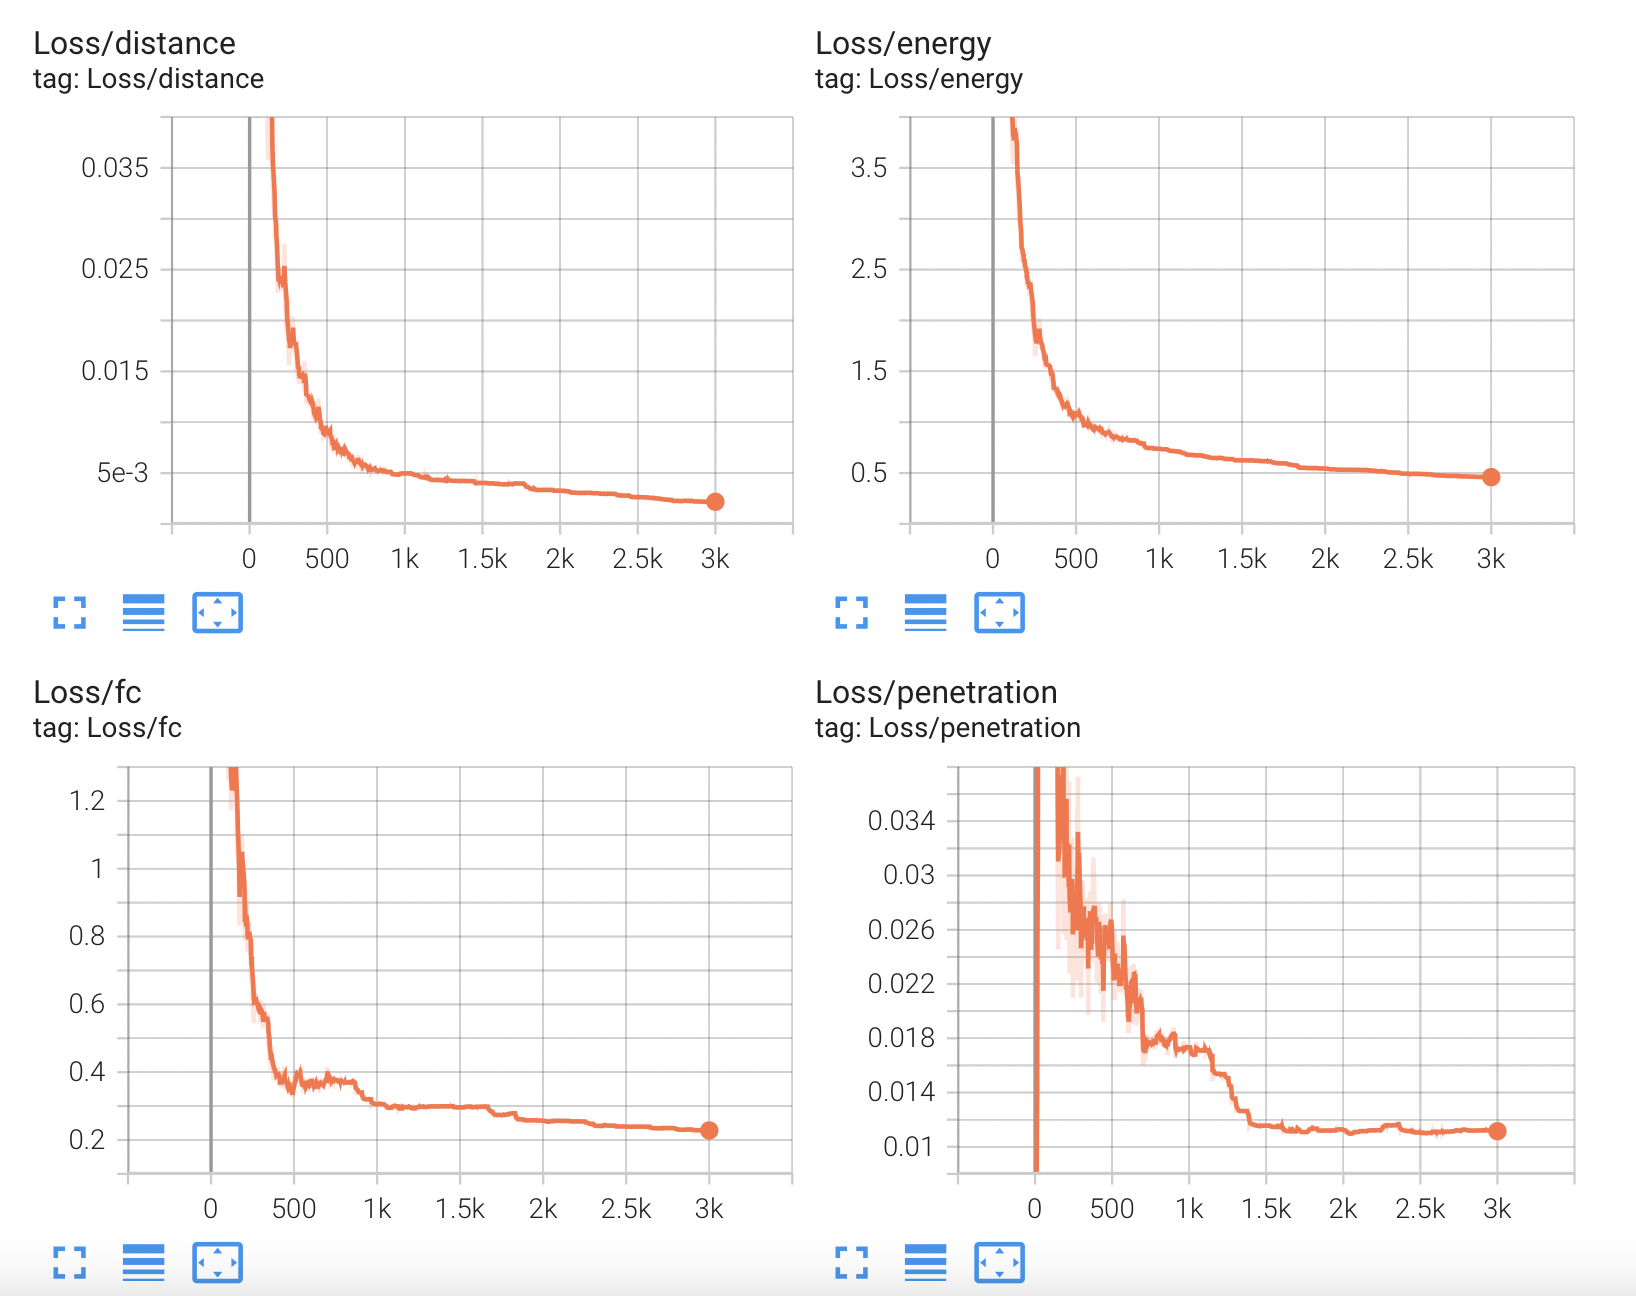 Loss/distance
tag: Loss/distance
0.035
0.025
0.015
5e-3
0 500 1k 1.5k 2k 2.5k 3k
Loss/energy
tag: Loss/energy
3.5
2.5
1.5
0.5
0 500 1k 1.5k 2k 2.5k 3k
Loss/fc
tag: Loss/fc
1.2
1
0.8
0.6
0.4
0.2
0 500 1k 1.5k 2k 2.5k 3k
Loss/penetration
tag: Loss/penetration
0.034
0.03
0.026
0.022
0.018
0.014
0.01
0 500 1k 1.5k 2k 2.5k 3k